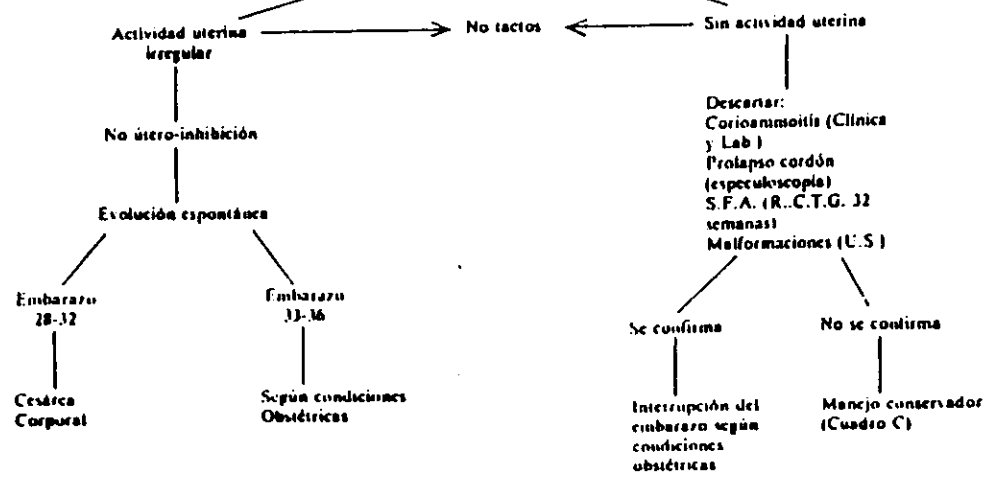 Actividad uterina
irregular
No tactos
Sin actividad uterina
No útero-inhibición
Evolución espontánea
Embarazo
28-32
Cesárea
Corporal
Embarazo
33-36
Según condiciones
Obstétricas
Descartar:
Corioamnoitis (Clínica
y Lab )
Prolapso cordón
(especuloscopía)
S.F.A. (R..C.T.G. 32
semanas)
Malformaciones (U.S )
Se confirma
Interrupción del
embarazo según
condiciones
obstétricas
No se confirma
Manejo conservador
(Cuadro C)